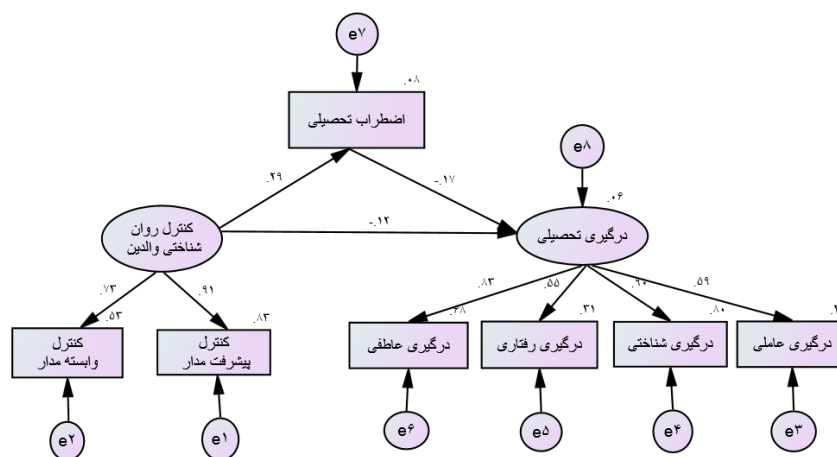 e۷
.۰۸
اضطراب تحصیلی
e۸
.۲۹
-.۱۷
.۰۶
کنترل روان
شناختی والدین
-.۱۲
درگیری تحصیلی
.۷۳
.۹۱
.۸۳
.۵۵
.۹۰
.۵۹
.۵۳
.۸۳
.۶۸
.۳۱
.۸۰
کنترل
وابسته مدار
کنترل
پیشرفت مدار
درگیری عاطفی
درگیری رفتاری
درگیری شناختی
درگیری عاملی
e۲
e۱
e۶
e۵
e۴
e۳